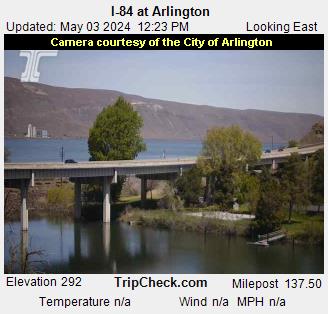 I-84 at Arlington
Updated: May 03 2024 12:23 PM Looking East
Camera courtesy of the City of Arlington
Elevation 292 TripCheck.com Milepost 137.50
Temperature n/a Wind n/a MPH n/a